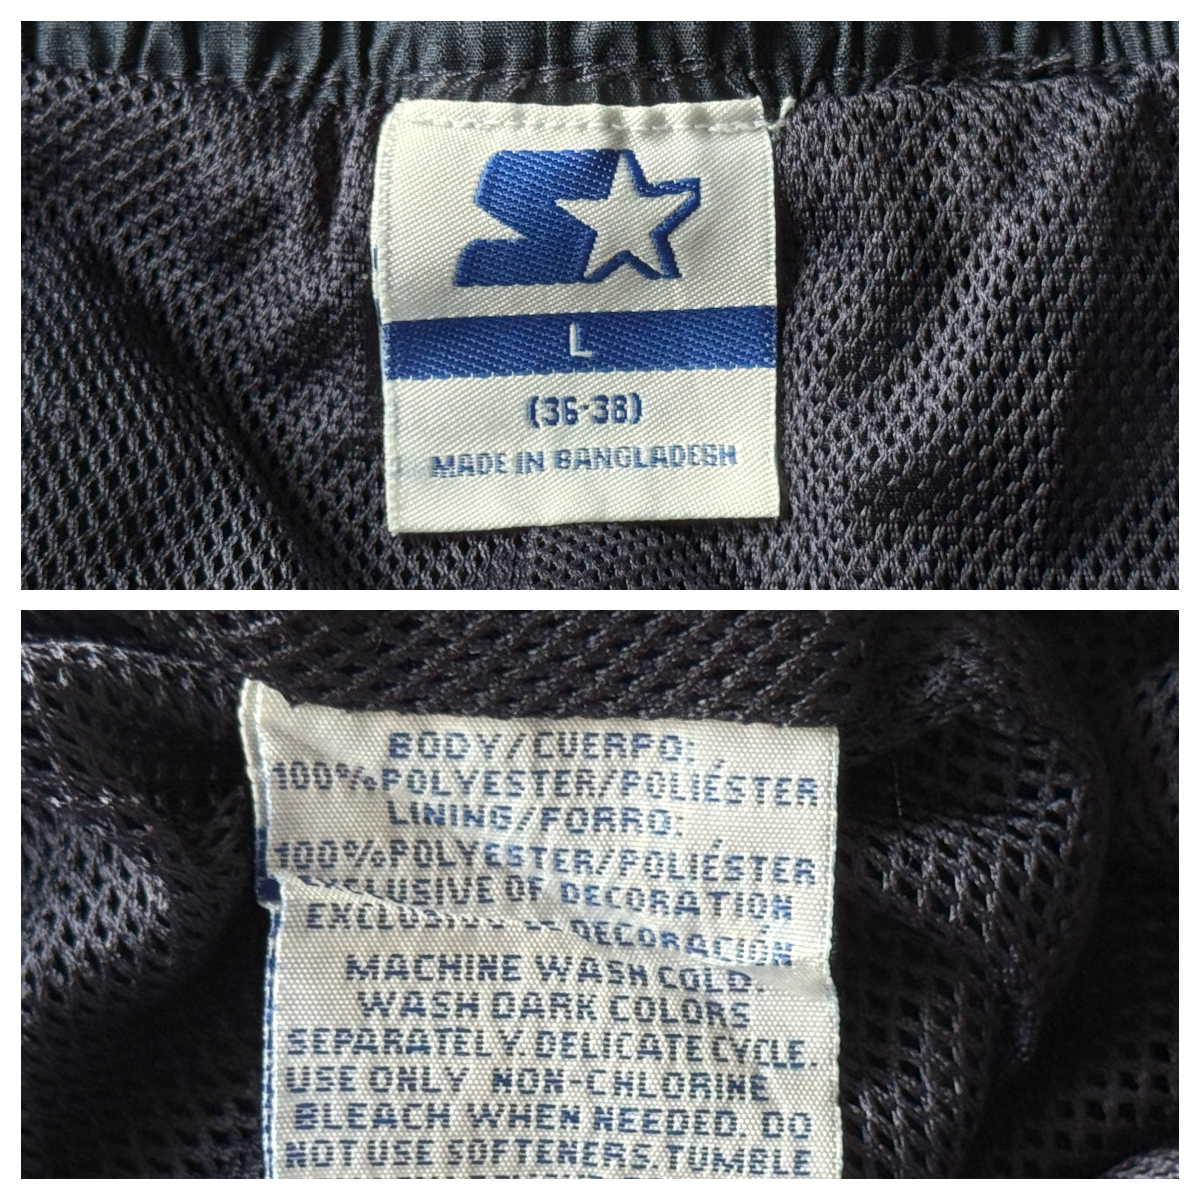 L
(36-38)
MADE IN BANGLADESH
BODY/CUERPO:
100%POLYESTER/POLIÉSTER
LINING/FORRO:
100%POLYESTER/POLIÉSTER
EXCLUSIVE OF DECORATION
EXCLUSIVO DE DECORACIÓN
MACHINE WASH COLD.
WASH DARK COLORS
SEPARATELY. DELICATE CYCLE.
USE ONLY NON-CHLORINE
BLEACH WHEN NEEDED. DO
NOT USE SOFTENERS. TUMBLE